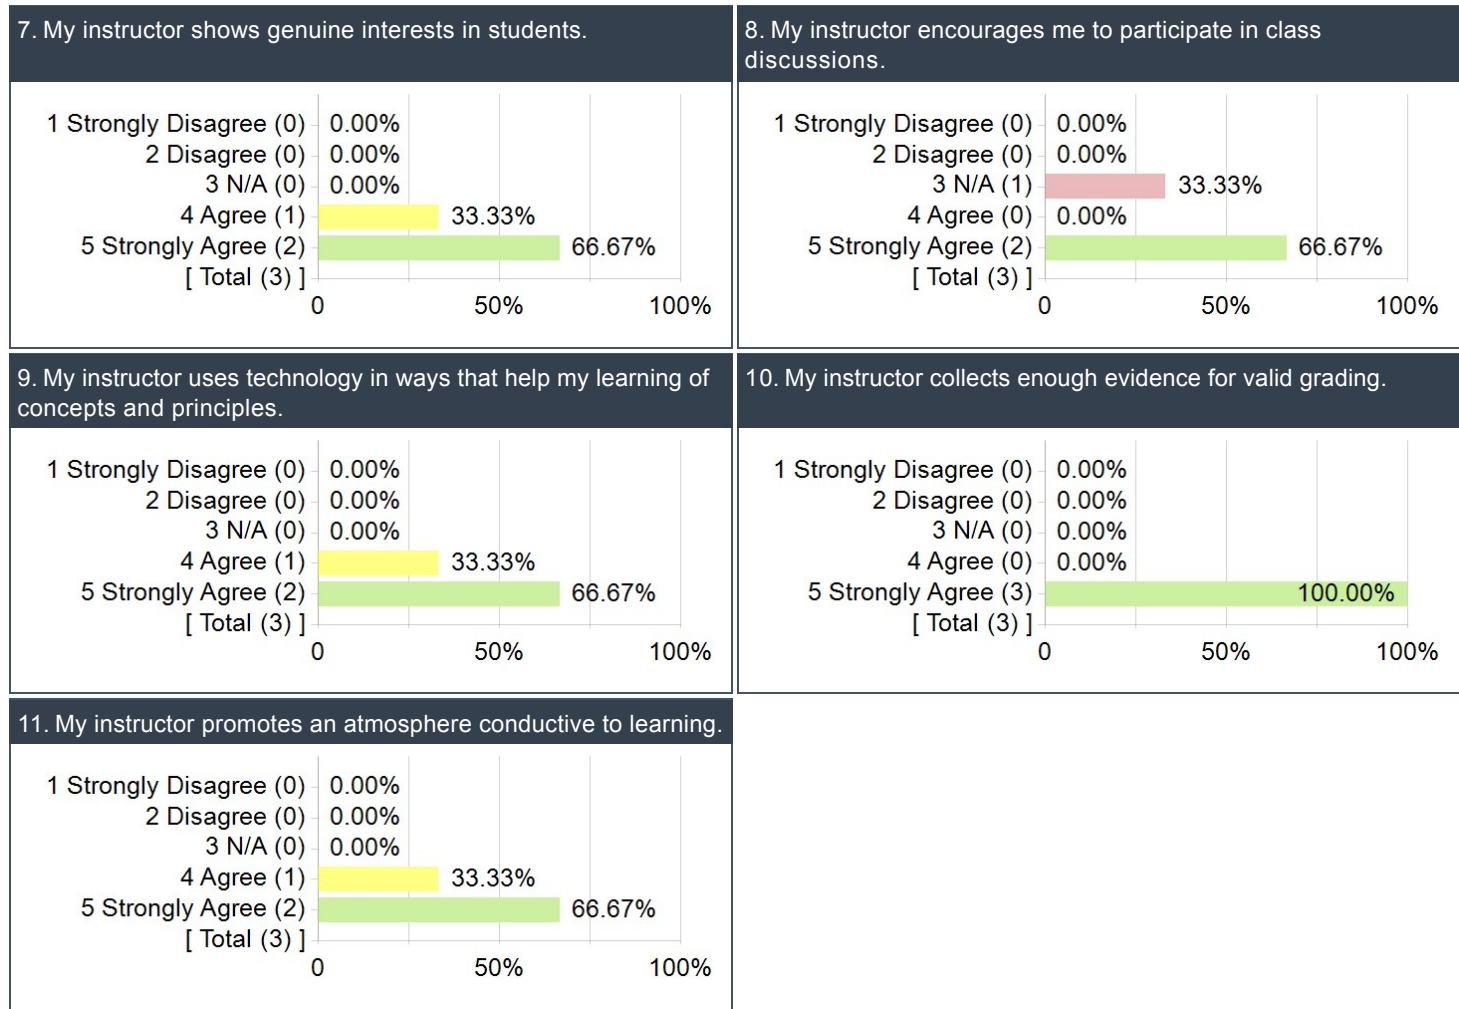 7. My instructor shows genuine interests in students.
1 Strongly Disagree (0) 0.00%
2 Disagree (0) 0.00%
3 N/A (0) 0.00%
4 Agree (1) 33.33%
5 Strongly Agree (2) 66.67%
[ Total (3) ]
0 50% 100%
8. My instructor encourages me to participate in class
discussions.
1 Strongly Disagree (0) 0.00%
2 Disagree (0) 0.00%
3 N/A (1) 33.33%
4 Agree (0) 0.00%
5 Strongly Agree (2) 66.67%
[ Total (3) ]
0 50% 100%
9. My instructor uses technology in ways that help my learning of
concepts and principles.
1 Strongly Disagree (0) 0.00%
2 Disagree (0) 0.00%
3 N/A (0) 0.00%
4 Agree (1) 33.33%
5 Strongly Agree (2) 66.67%
[ Total (3) ]
0 50% 100%
10. My instructor collects enough evidence for valid grading.
1 Strongly Disagree (0) 0.00%
2 Disagree (0) 0.00%
3 N/A (0) 0.00%
4 Agree (0) 0.00%
5 Strongly Agree (3) 100.00%
[ Total (3) ]
0 50% 100%
11. My instructor promotes an atmosphere conductive to learning.
1 Strongly Disagree (0) 0.00%
2 Disagree (0) 0.00%
3 N/A (0) 0.00%
4 Agree (1) 33.33%
5 Strongly Agree (2) 66.67%
[ Total (3) ]
0 50% 100%